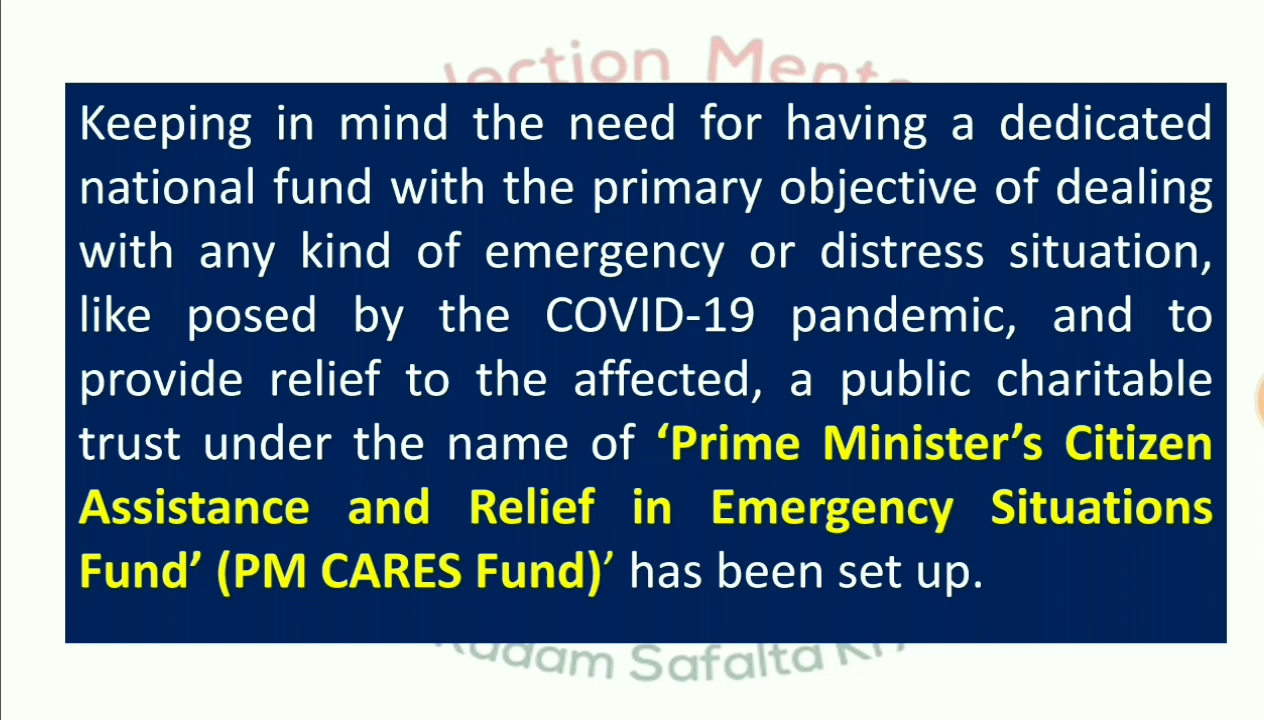 Keeping in mind the need for having a dedicated
national fund with the primary objective of dealing
with any kind of emergency or distress situation,
like posed by the COVID-19 pandemic, and to
provide relief to the affected, a public charitable
trust under the name of ‘Prime Minister’s Citizen
Assistance and Relief in Emergency Situations
Fund’ (PM CARES Fund)’ has been set up.
Safalta